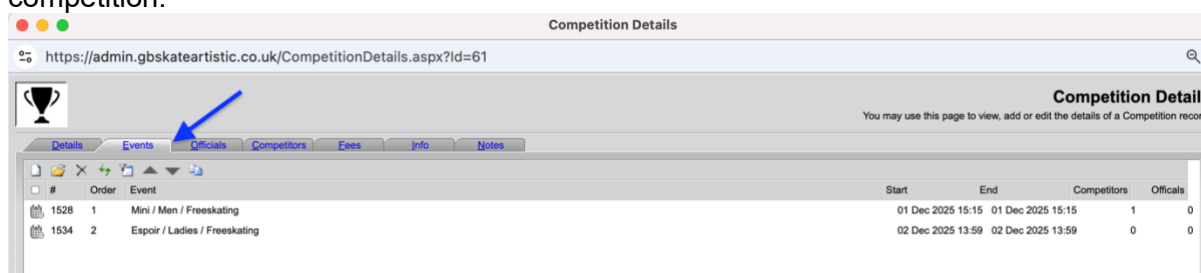 competition.
Competition Details
https://admin.gbskateartistic.co.uk/CompetitionDetails.aspx?Id=61
Competition Detail
You may use this page to view, add or edit the details of a Competition recor
Details Events Officials Competitors Fees Info Notes
# Order Event Start End Competitors Officals
1528 1 Mini / Men / Freeskating 01 Dec 2025 15:15 01 Dec 2025 15:15 1 0
1534 2 Espoir / Ladies / Freeskating 02 Dec 2025 13:59 02 Dec 2025 13:59 0 0